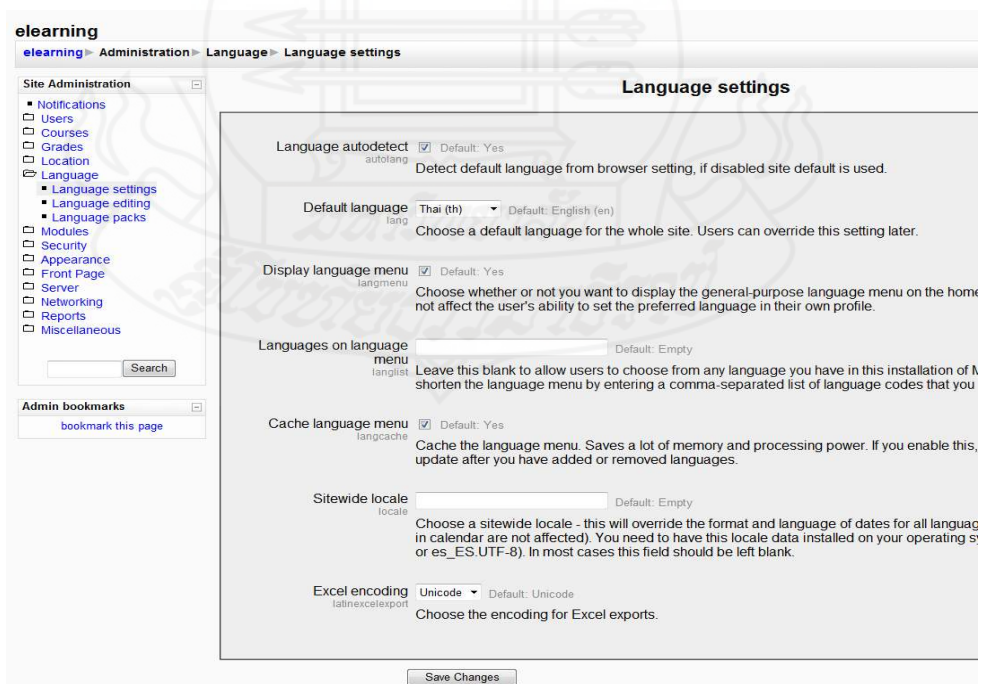 elearning
elearning ► Administration ► Language ► Language settings
Site Administration
Notifications
Users
Courses
Grades
Location
Language
Language settings
Language editing
Language packs
Modules
Security
Appearance
Front Page
Server
Networking
Reports
Miscellaneous
Search
Admin bookmarks
bookmark this page
Language settings
Language autodetect Default: Yes
autolang
Detect default language from browser setting, if disabled site default is used.
Default language Thai (th) Default: English (en)
lang
Choose a default language for the whole site. Users can override this setting later.
Display language menu Default: Yes
langmenu
Choose whether or not you want to display the general-purpose language menu on the home
not affect the user's ability to set the preferred language in their own profile.
Languages on language
menu Default: Empty
langlist
Leave this blank to allow users to choose from any language you have in this installation of M
shorten the language menu by entering a comma-separated list of language codes that you
Cache language menu Default: Yes
langcache
Cache the language menu. Saves a lot of memory and processing power. If you enable this,
update after you have added or removed languages.
Sitewide locale Default: Empty
locale
Choose a sitewide locale - this will override the format and language of dates for all languag
in calendar are not affected). You need to have this locale data installed on your operating sy
or es_ES.UTF-8). In most cases this field should be left blank.
Excel encoding Unicode Default: Unicode
latinexcelexport
Choose the encoding for Excel exports.
Save Changes